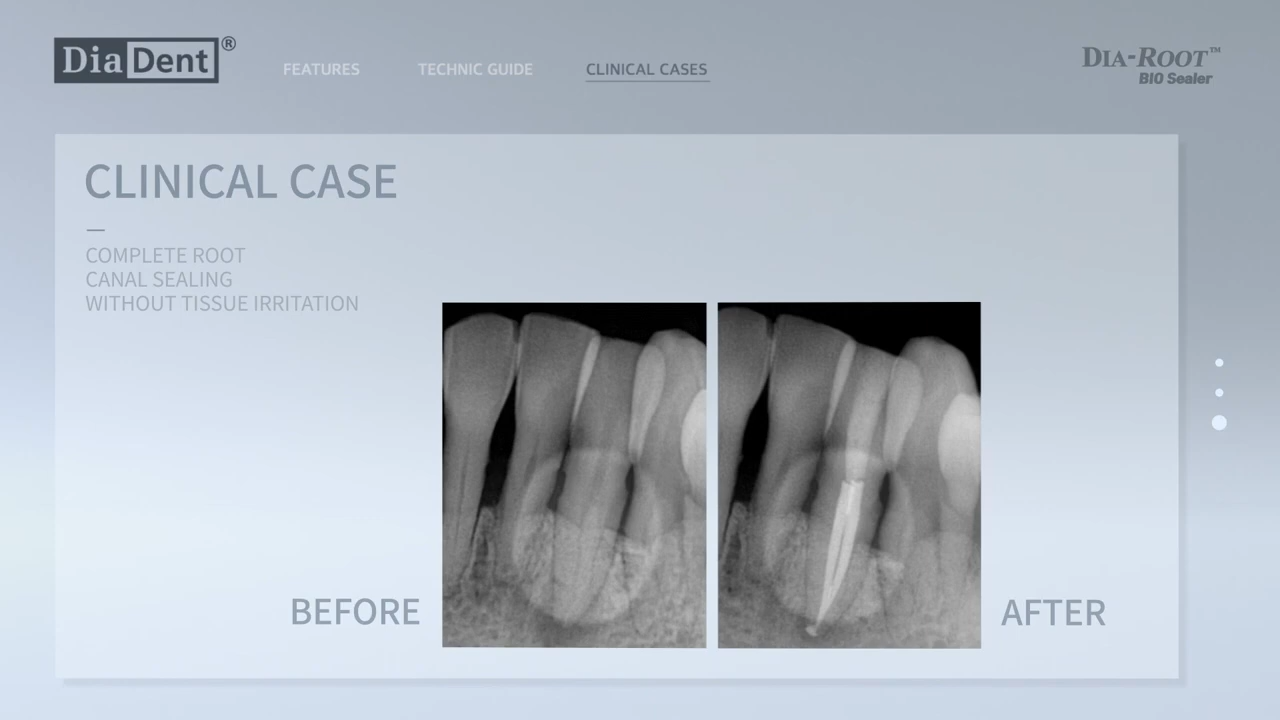 DiaDent®
FEATURES
TECHNIC GUIDE
CLINICAL CASES
DIA-ROOT™
BIO Sealer
CLINICAL CASE
COMPLETE ROOT
CANAL SEALING
WITHOUT TISSUE IRRITATION
BEFORE
AFTER